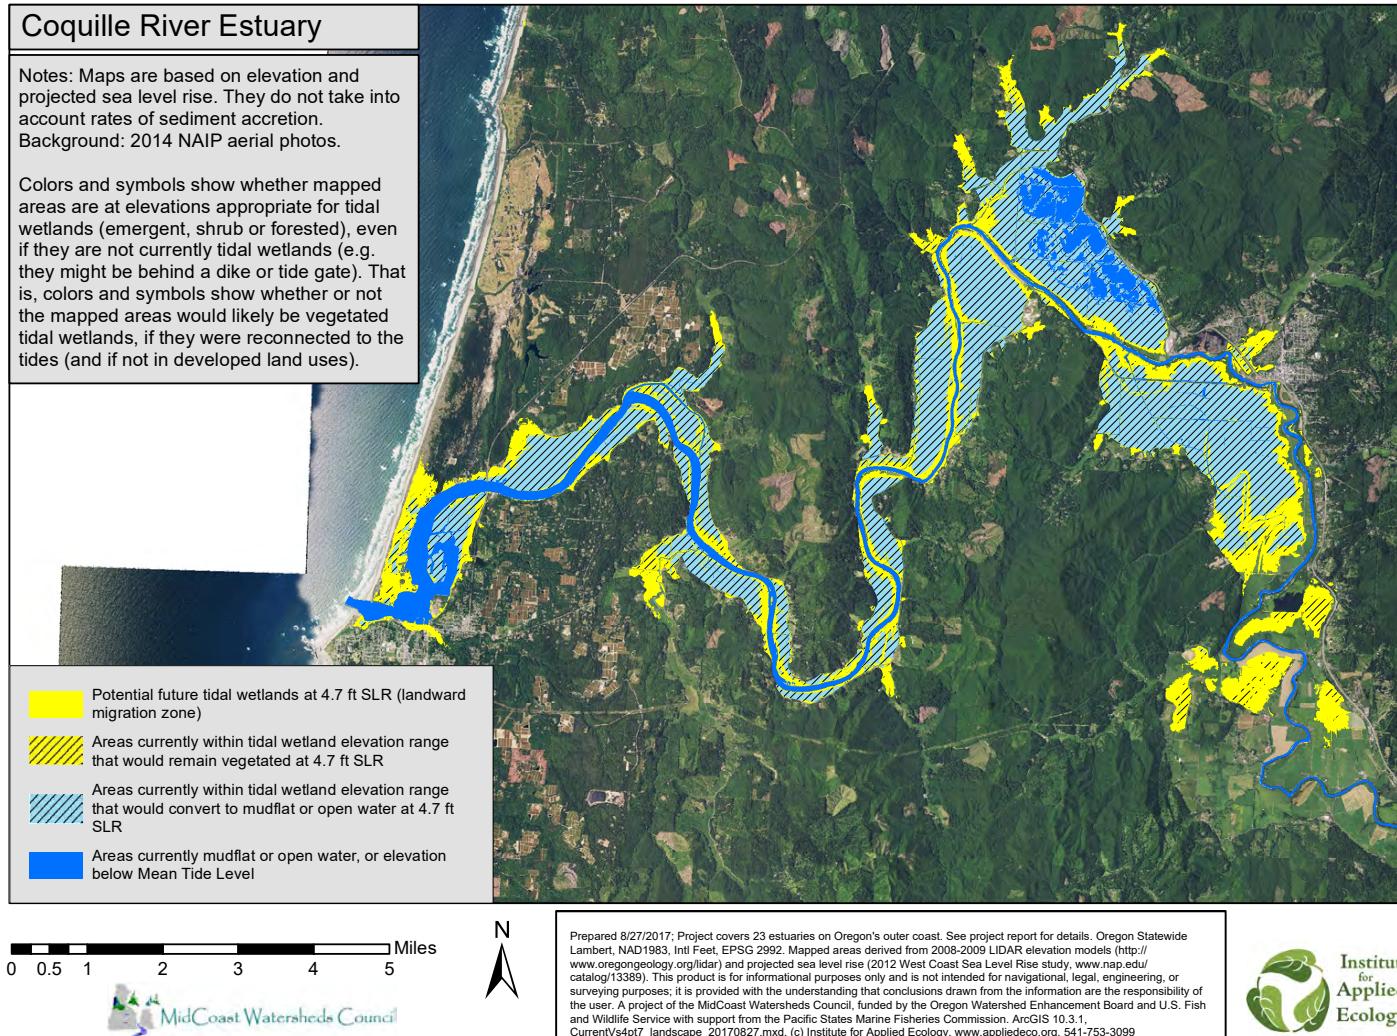 Coquille River Estuary
Notes: Maps are based on elevation and
projected sea level rise. They do not take into
account rates of sediment accretion.
Background: 2014 NAIP aerial photos.
Colors and symbols show whether mapped
areas are at elevations appropriate for tidal
wetlands (emergent, shrub or forested), even
if they are not currently tidal wetlands (e.g.
they might be behind a dike or tide gate). That
is, colors and symbols show whether or not
the mapped areas would likely be vegetated
tidal wetlands, if they were reconnected to the
tides (and if not in developed land uses).
Potential future tidal wetlands at 4.7 ft SLR (landward
migration zone)
Areas currently within tidal wetland elevation range
that would remain vegetated at 4.7 ft SLR
Areas currently within tidal wetland elevation range
that would convert to mudflat or open water at 4.7 ft
SLR
Areas currently mudflat or open water, or elevation
below Mean Tide Level
Miles
0 0.5 1 2 3 4 5
MidCoast Watersheds Council
N
Prepared 8/27/2017; Project covers 23 estuaries on Oregon's outer coast. See project report for details. Oregon Statewide
Lambert, NAD1983, Intl Feet, EPSG 2992. Mapped areas derived from 2008-2009 LIDAR elevation models (http://
www.oregongeology.org/lidar) and projected sea level rise (2012 West Coast Sea Level Rise study, www.nap.edu/
catalog/13389). This product is for informational purposes only and is not intended for navigational, legal, engineering, or
surveying purposes; it is provided with the understanding that conclusions drawn from the information are the responsibility of
the user. A project of the MidCoast Watersheds Council, funded by the Oregon Watershed Enhancement Board and U.S. Fish
and Wildlife Service with support from the Pacific States Marine Fisheries Commission. ArcGIS 10.3.1,
CurrentVs4pt7_landscape_20170827.mxd, (c) Institute for Applied Ecology, www.appliedeco.org, 541-753-3099
Institu
for
Applie
Ecolog